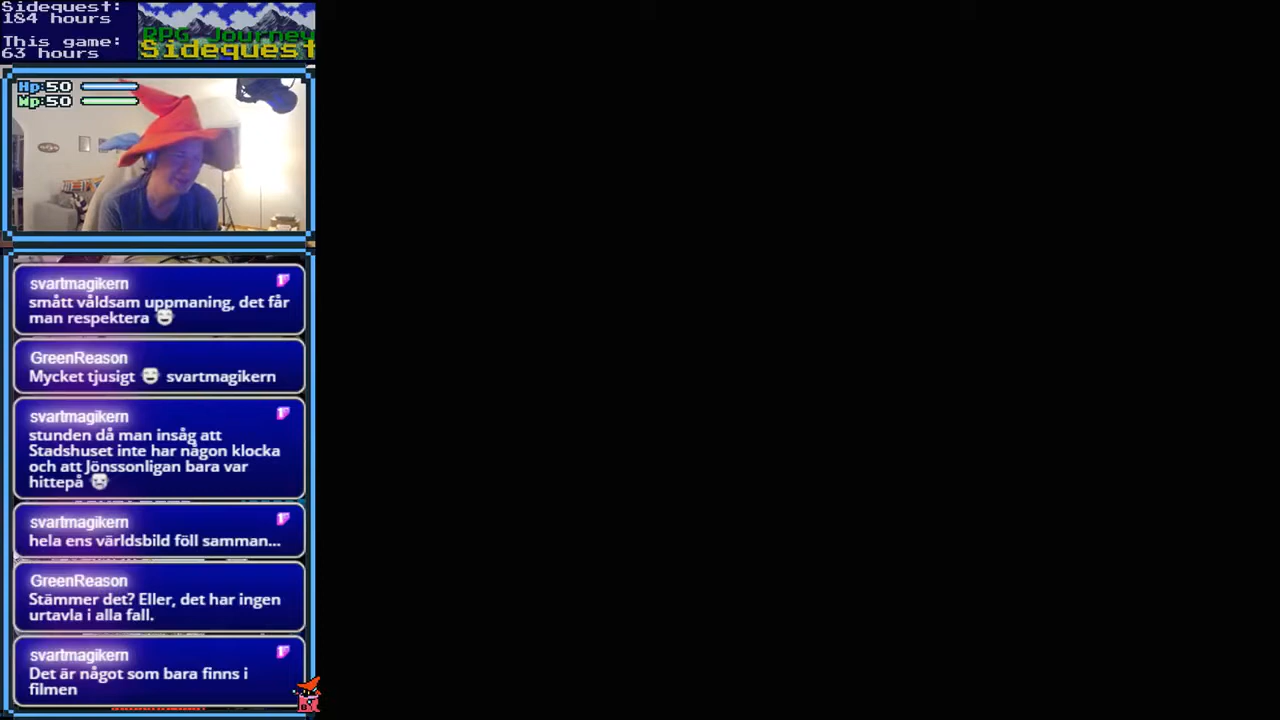 Sidequest:
184 hours
This game:
63 hours
RPG Journey
Sidequest
Hp:50
Mp:50
svartmagikern
smått våldsam uppmaning, det får
man respektera
GreenReason
Mycket tjusigt svartmagikern
svartmagikern
stunden då man insåg att
Stadshuset inte har någon klocka
och att Jönssonligan bara var
hittepå
svartmagikern
hela ens världsbild föll samman...
GreenReason
Stämmer det? Eller, det har ingen
urtavla i alla fall.
svartmagikern
Det är något som bara finns i
filmen